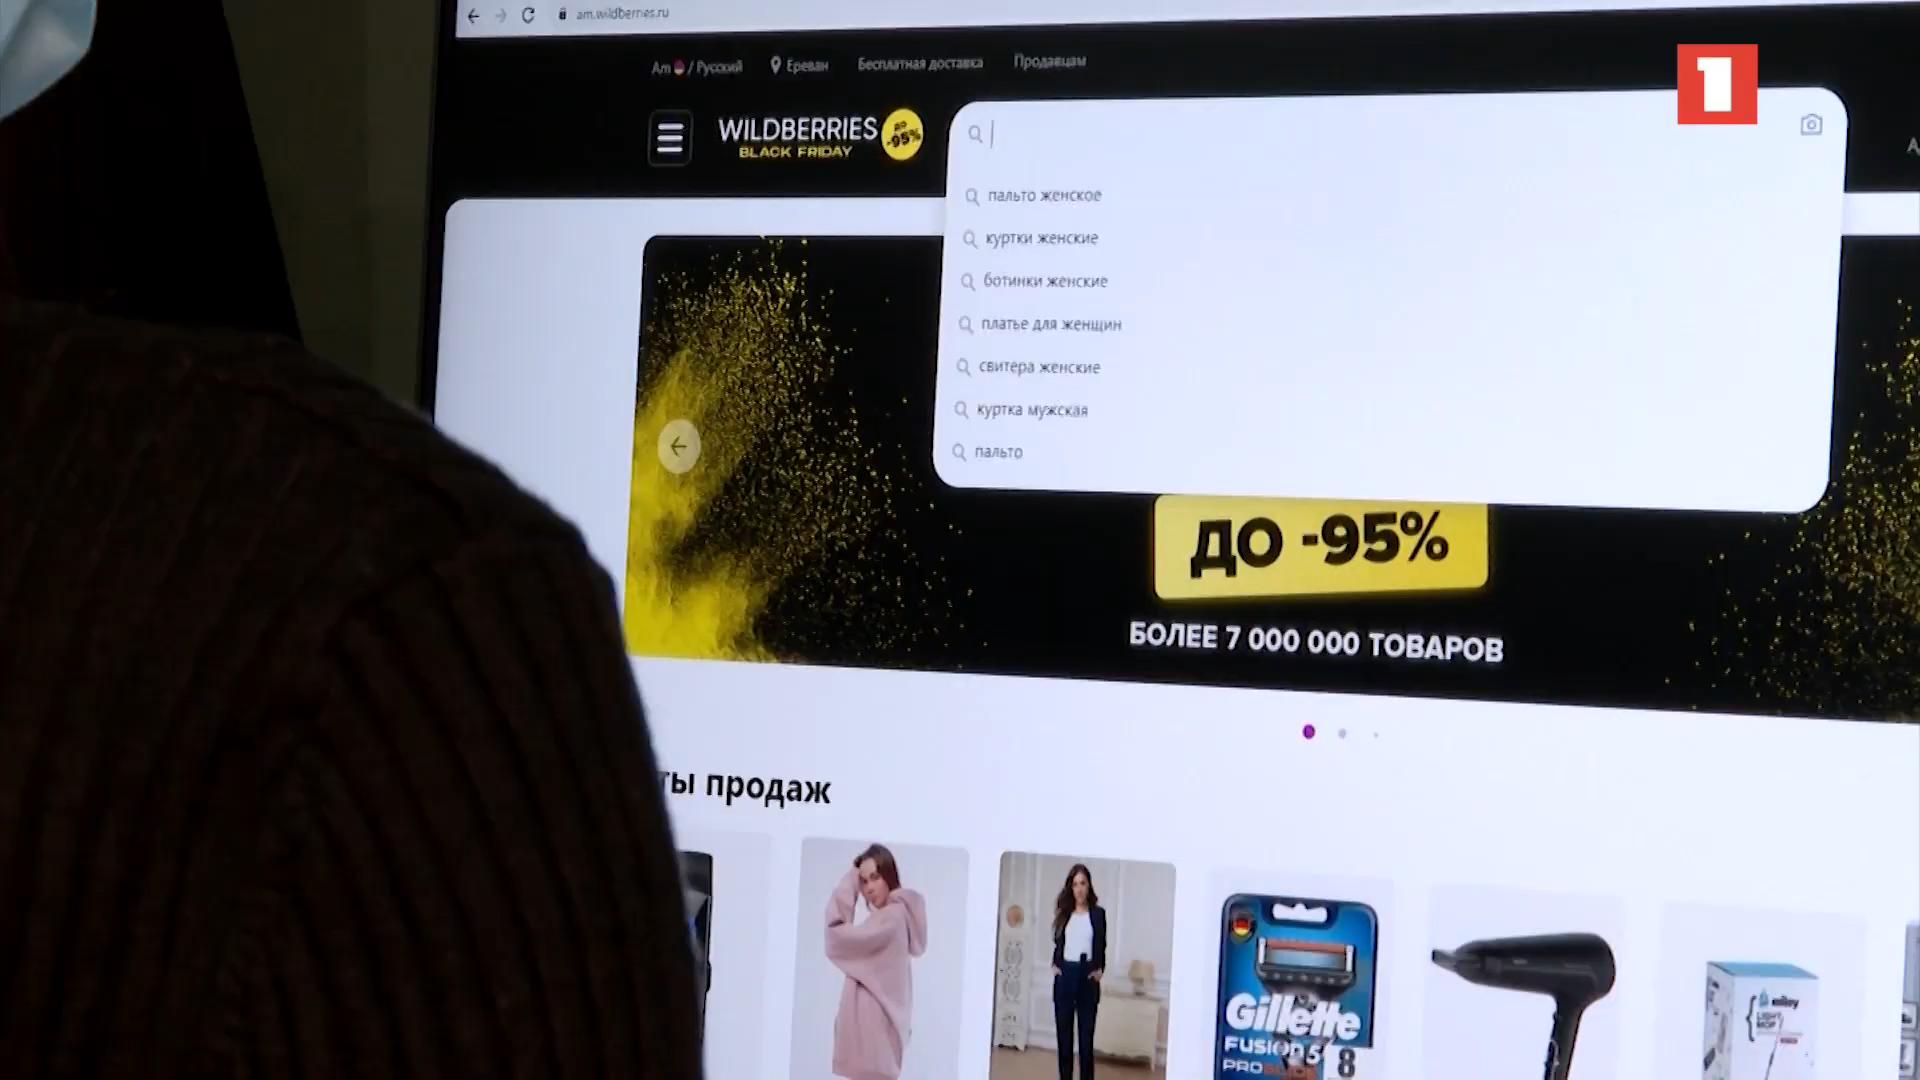 am.wildberries.ru
1
Am / Русский Ереван Бесплатная доставка Продавцам
WILDBERRIES
BLACK FRIDAY
ДО
-95%
пальто женское
куртки женские
ботинки женские
платье для женщин
свитера женские
куртка мужская
пальто
ДО -95%
БОЛЕЕ 7 000 000 ТОВАРОВ
ты продаж
Gillette
FUSION5
PROGLIDE
8